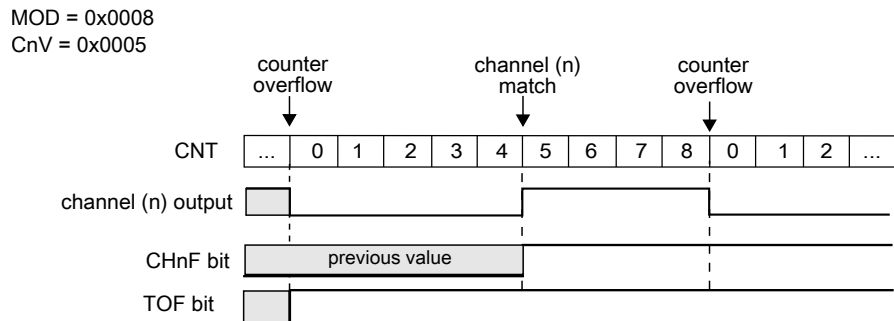 MOD = 0x0008
CnV = 0x0005
counter
overflow
channel (n)
match
counter
overflow
CNT ... 0 1 2 3 4 5 6 7 8 0 1 2 ...
channel (n) output
CHnF bit previous value
TOF bit